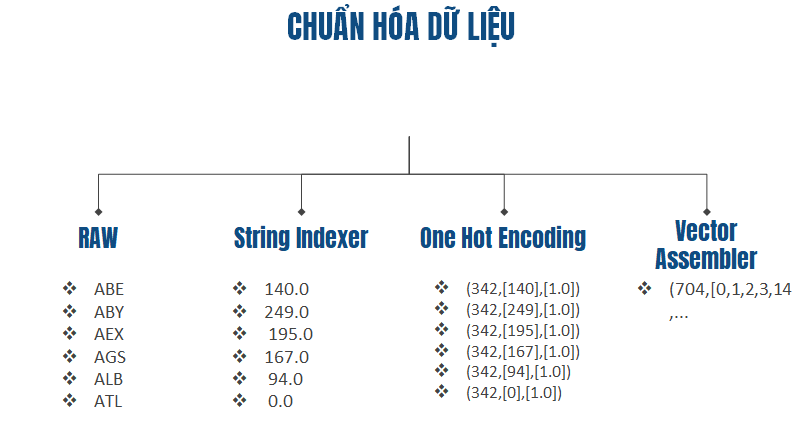 CHUẨN HÓA DỮ LIỆU
RAW
ABE
ABY
AEX
AGS
ALB
ATL
String Indexer
140.0
249.0
195.0
167.0
94.0
0.0
One Hot Encoding
(342,[140],[1.0])
(342,[249],[1.0])
(342,[195],[1.0])
(342,[167],[1.0])
(342,[94],[1.0])
(342,[0],[1.0])
Vector
Assembler
(704,[0,1,2,3,14
,...